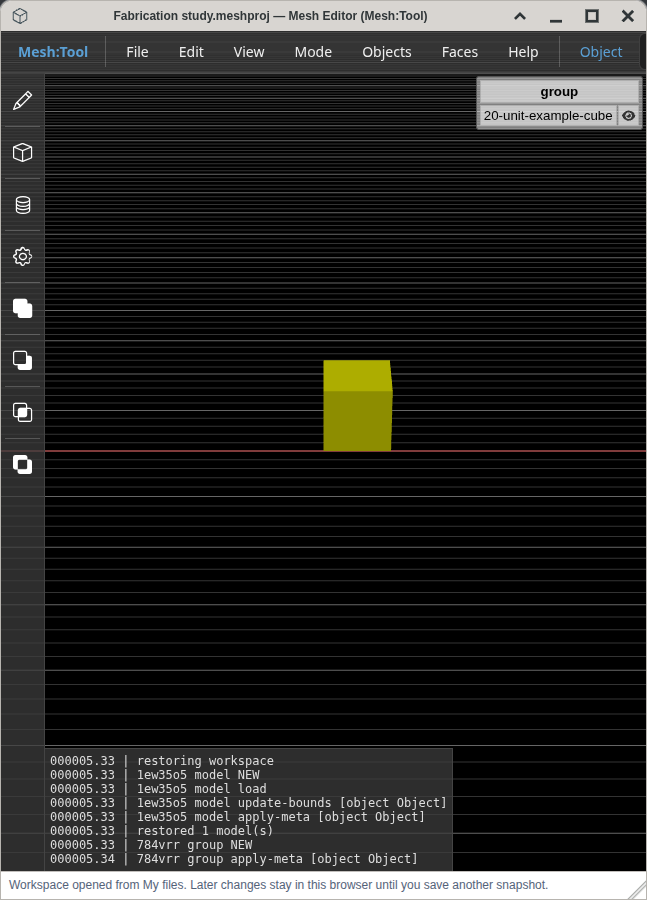 Fabrication study.meshproj — Mesh Editor (Mesh:Tool)
Mesh:Tool File Edit View Mode Objects Faces Help Object
group
20-unit-example-cube
000005.33 | restoring workspace
000005.33 | 1ew35o5 model NEW
000005.33 | 1ew35o5 model load
000005.33 | 1ew35o5 model update-bounds [object Object]
000005.33 | 1ew35o5 model apply-meta [object Object]
000005.33 | restored 1 model(s)
000005.33 | 784vrr group NEW
000005.34 | 784vrr group apply-meta [object Object]
Workspace opened from My files. Later changes stay in this browser until you save another snapshot.